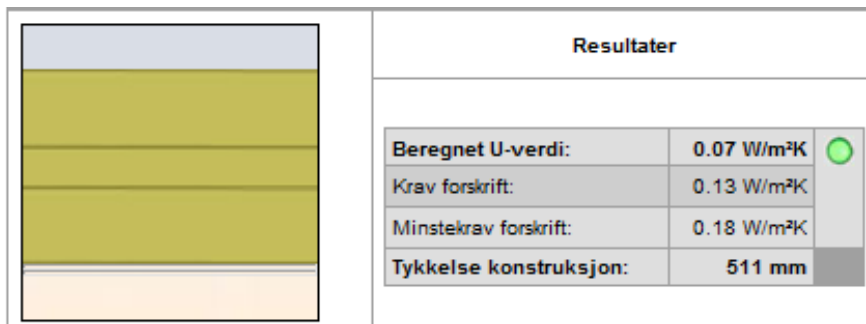 Resultater
Beregnet U-verdi: 0.07 W/m²K
Krav forskrift: 0.13 W/m²K
Minstekrav forskrift: 0.18 W/m²K
Tykkelse konstruksjon: 511 mm